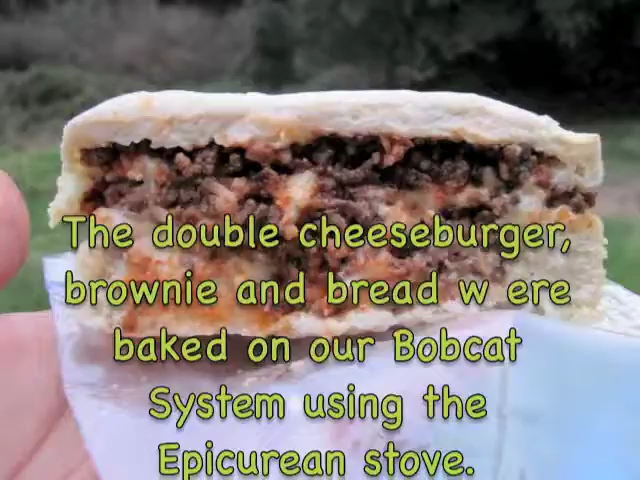 The double cheeseburger,
brownie and bread w ere
baked on our Bobcat
System using the
Epicurean stove.